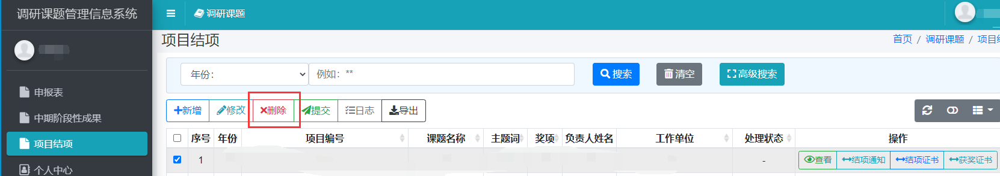 调研课题管理信息系统
调研课题
项目结项
首页 / 调研课题 / 项目
年份： 例如：** 搜索 清空 高级搜索
申报表
中期阶段性成果
项目结项
个人中心
新增 修改 删除 提交 日志 导出
序号 年份 项目编号 课题名称 主题词 奖项 负责人姓名 工作单位 处理状态 操作
1 - 查看 结项通知 结项证书 获奖证书